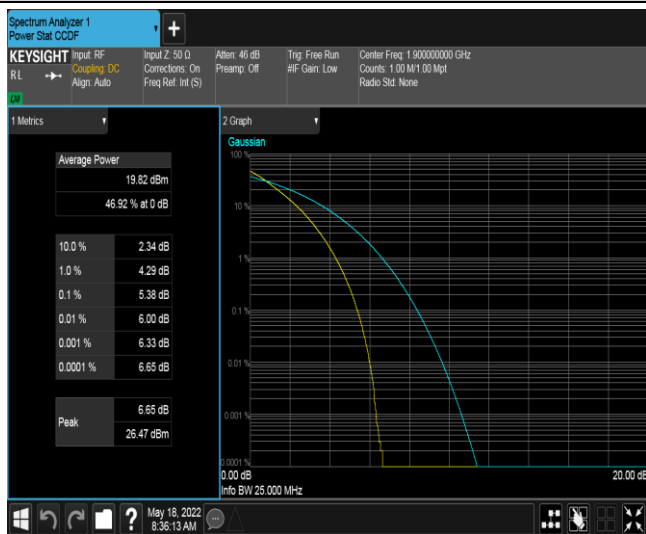 Spectrum Analyzer 1
Power Stat CCDF
+
KEYSIGHT
RL
Input: RF
Coupling: DC
Align: Auto
Input Z: 50 Ω
Corrections: On
Freq Ref: Int (S)
Atten: 46 dB
Preamp: Off
Trig: Free Run
#IF Gain: Low
Center Freq: 1.900000000 GHz
Counts: 1.00 M/1.00 Mpt
Radio Std: None
1 Metrics
Average Power
19.82 dBm
46.92 % at 0 dB
10.0 % 2.34 dB
1.0 % 4.29 dB
0.1 % 5.38 dB
0.01 % 6.00 dB
0.001 % 6.33 dB
0.0001 % 6.65 dB
Peak
6.65 dB
26.47 dBm
2 Graph
Gaussian
100 %
10 %
1 %
0.1 %
0.01 %
0.001 %
0.0001 %
0.00 dB 20.00 dB
Info BW 25.000 MHz
?
May 18, 2022
8:36:13 AM